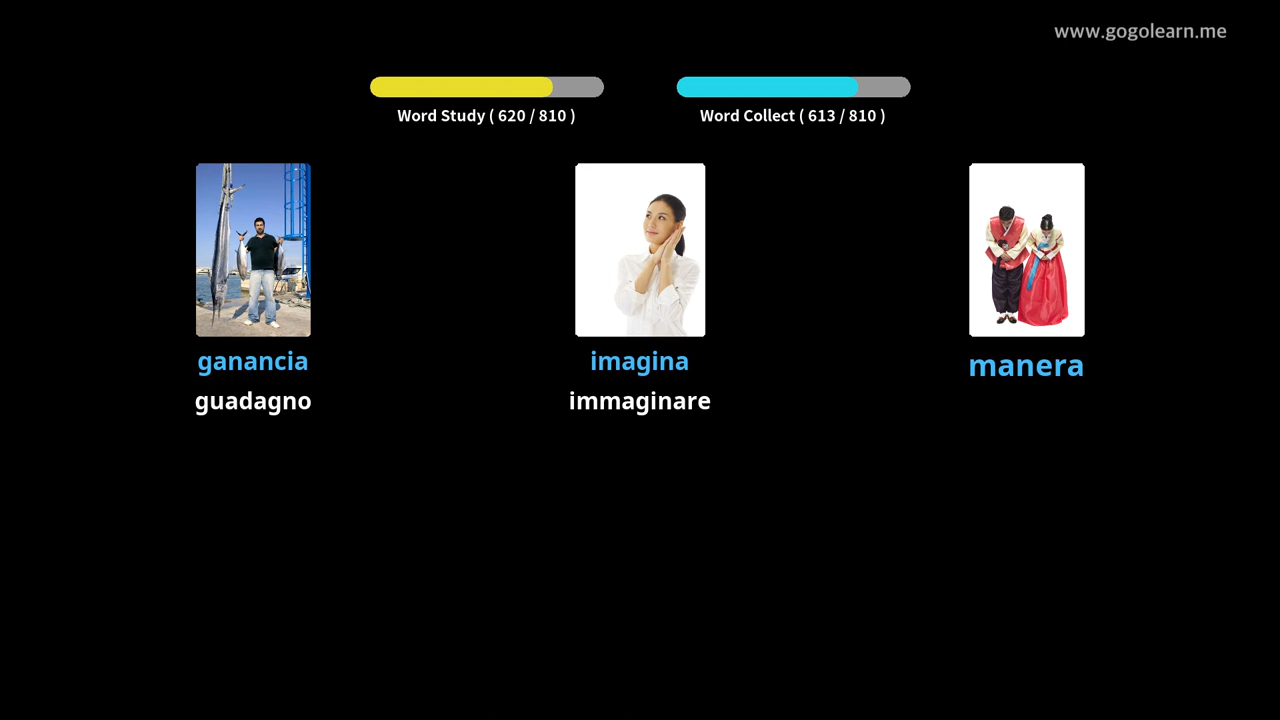 www.gogolearn.me
Word Study ( 620 / 810 )
Word Collect ( 613 / 810 )
ganancia
guadagno
imagina
immaginare
manera